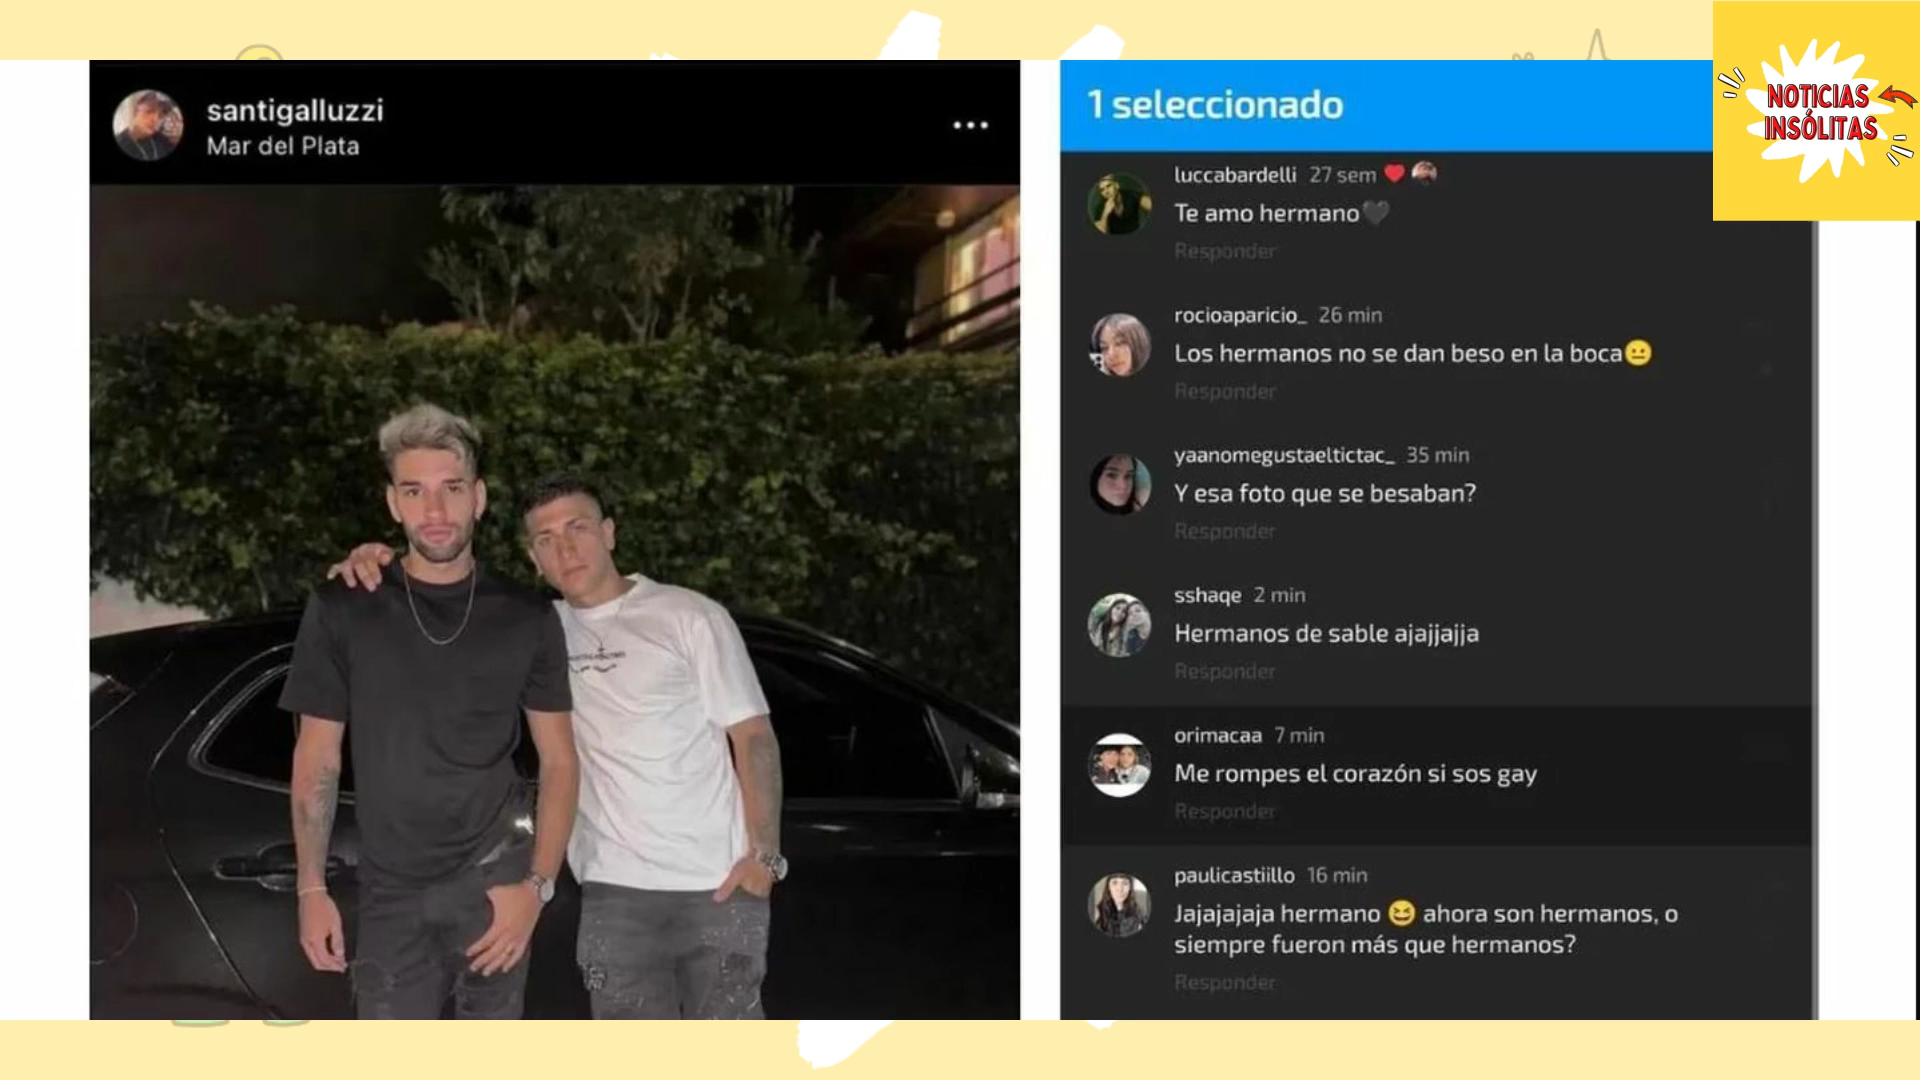 santigalluzzi
Mar del Plata
1 seleccionado
NOTICIAS
INSÓLITAS
luccabardelli 27 sem
Te amo hermano🖤
Responder
rocioaparicio_ 26 min
Los hermanos no se dan beso en la boca😐
Responder
yaanomegustaeltictac_ 35 min
Y esa foto que se besaban?
Responder
sshaqe 2 min
Hermanos de sable ajajjajja
Responder
orimacaa 7 min
Me rompes el corazón si sos gay
Responder
paulicastiillo 16 min
Jajajajaja hermano 😆 ahora son hermanos, o
siempre fueron más que hermanos?
Responder